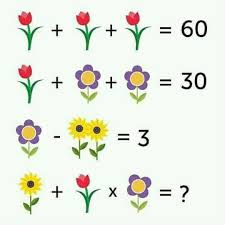 + + = 60
+ + = 30
- = 3
+ x = ?